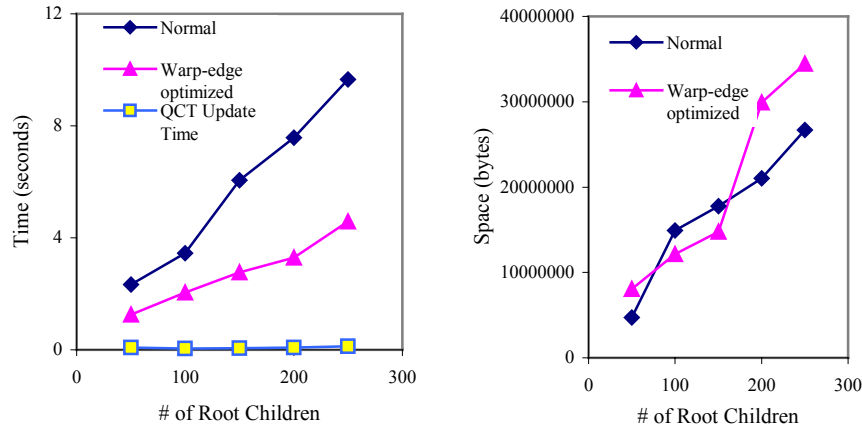 12
8
4
0
Time (seconds)
Normal
Warp-edge
optimized
QCT Update
Time
0
100
200
300
# of Root Children
40000000
30000000
20000000
10000000
0
Space (bytes)
Normal
Warp-edge
optimized
0
100
200
300
# of Root Children